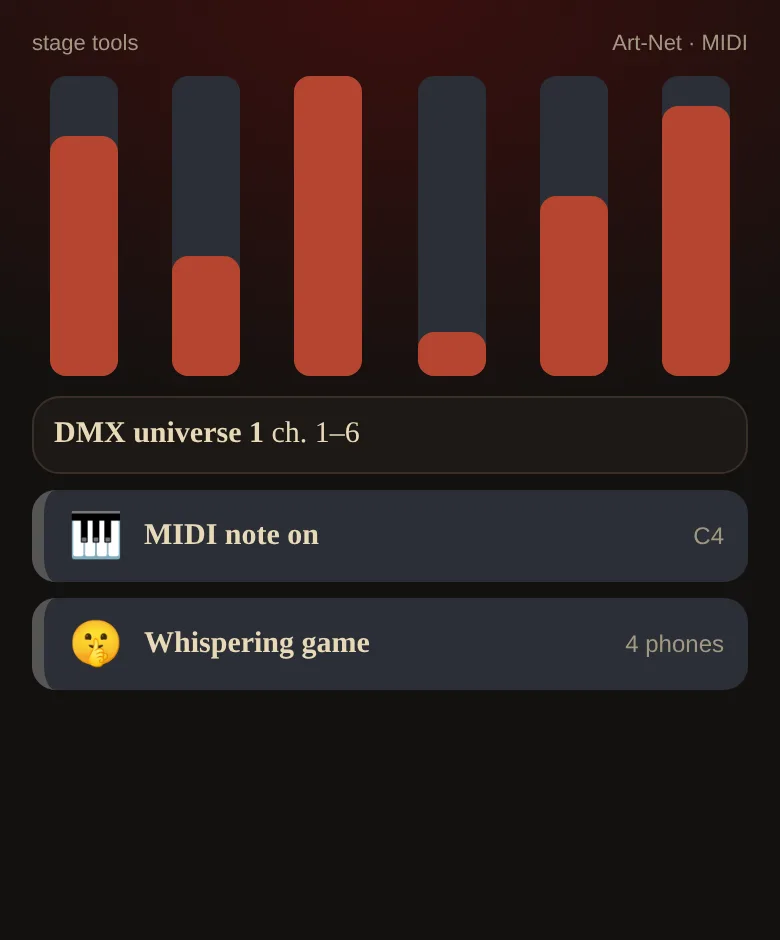 stage tools
Art-Net · MIDI
DMX universe 1 ch. 1–6
MIDI note on
C4
Whispering game
4 phones